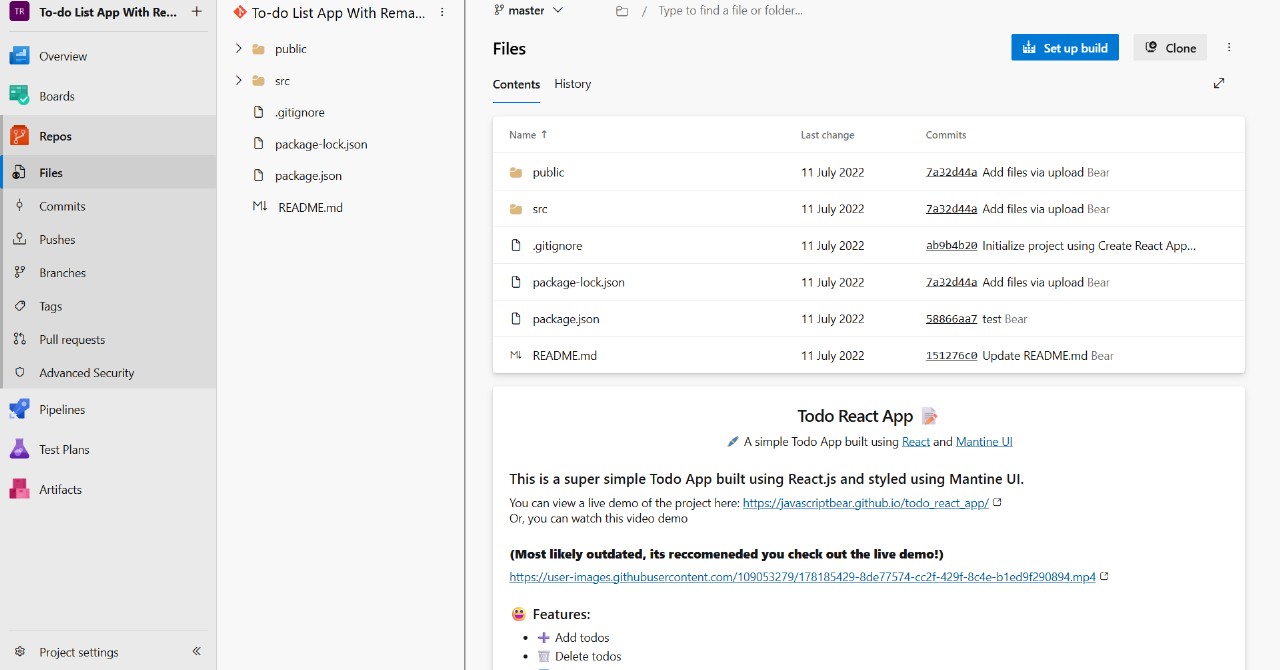 TR To-do List App With Re...
Overview
Boards
Repos
Files
Commits
Pushes
Branches
Tags
Pull requests
Advanced Security
Pipelines
Test Plans
Artifacts
Project settings
To-do List App With Rema...
public
src
.gitignore
package-lock.json
package.json
README.md
master / Type to find a file or folder...
Files
Set up build Clone
Contents History
Name ↑ Last change Commits
public 11 July 2022 7a32d44a Add files via upload Bear
src 11 July 2022 7a32d44a Add files via upload Bear
.gitignore 11 July 2022 ab9b4b20 Initialize project using Create React App...
package-lock.json 11 July 2022 7a32d44a Add files via upload Bear
package.json 11 July 2022 58866aa7 test Bear
README.md 11 July 2022 151276c0 Update README.md Bear
Todo React App 📝
A simple Todo App built using React and Mantine UI
This is a super simple Todo App built using React.js and styled using Mantine UI.
You can view a live demo of the project here: https://javascriptbear.github.io/todo_react_app/
Or, you can watch this video demo
(Most likely outdated, its reccomeneded you check out the live demo!)
https://user-images.githubusercontent.com/109053279/178185429-8de77574-cc2f-429f-8c4e-b1ed9f290894.mp4
😀 Features:
• ➕ Add todos
• 🗑️ Delete todos